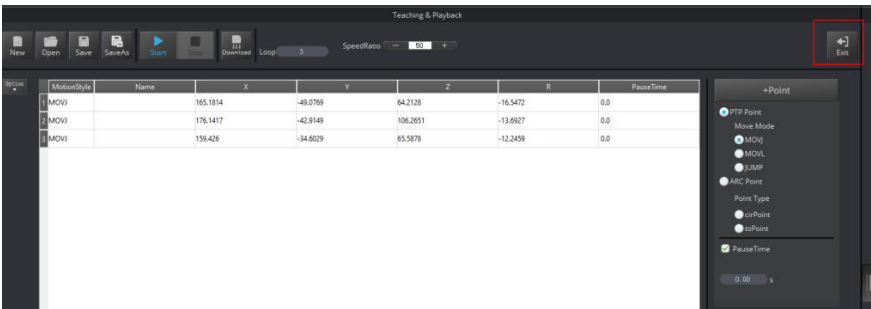 Teaching & Playback
New Open Save SaveAs Start Stop Download Loop 3 SpeedRatio − 50 + Exit
Option
MotionStyle Name X Y Z R PauseTime
1 MOVJ 165.1814 -49.0769 64.2128 -16.5472 0.0
2 MOVJ 176.1417 -42.9149 106.2651 -13.6927 0.0
3 MOVJ 159.426 -34.6029 65.5878 -12.2459 0.0
+Point
PTP Point
Move Mode
MOVJ
MOVL
JUMP
ARC Point
Point Type
cirPoint
toPoint
PauseTime
0.00 s